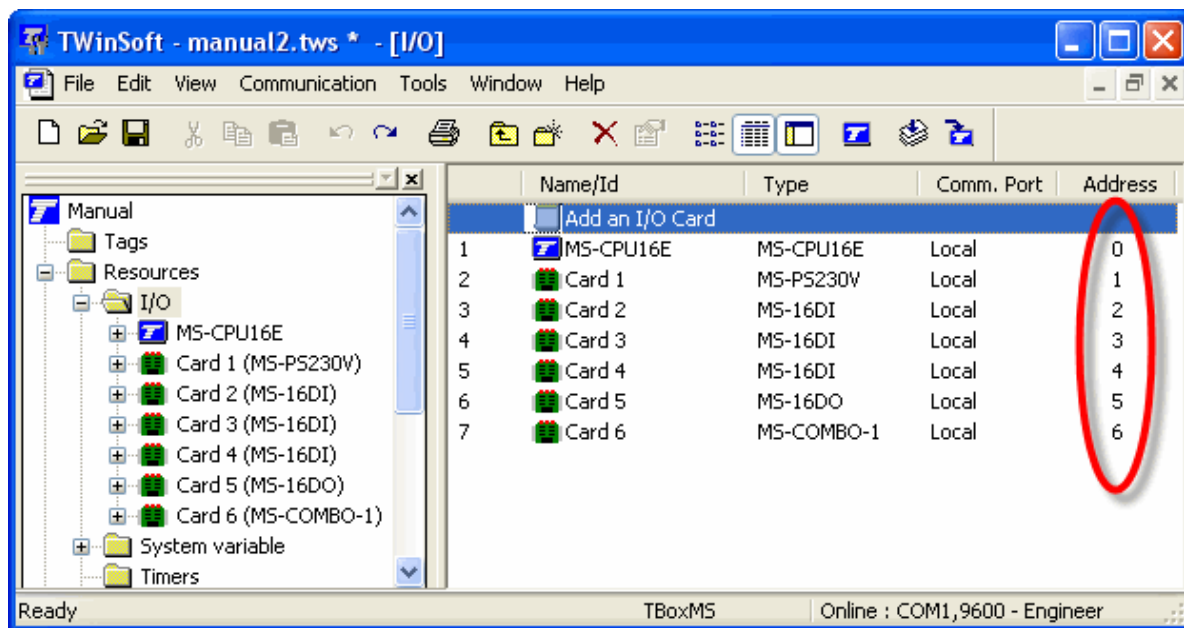 TWinSoft - manual2.tws * - [I/O]
File Edit View Communication Tools Window Help
Manual
Tags
Resources
I/O
MS-CPU16E
Card 1 (MS-PS230V)
Card 2 (MS-16DI)
Card 3 (MS-16DI)
Card 4 (MS-16DI)
Card 5 (MS-16DO)
Card 6 (MS-COMBO-1)
System variable
Timers
Name/Id Type Comm. Port Address
Add an I/O Card
1 MS-CPU16E MS-CPU16E Local 0
2 Card 1 MS-PS230V Local 1
3 Card 2 MS-16DI Local 2
4 Card 3 MS-16DI Local 3
5 Card 4 MS-16DI Local 4
6 Card 5 MS-16DO Local 5
7 Card 6 MS-COMBO-1 Local 6
Ready TBoxMS Online : COM1,9600 - Engineer